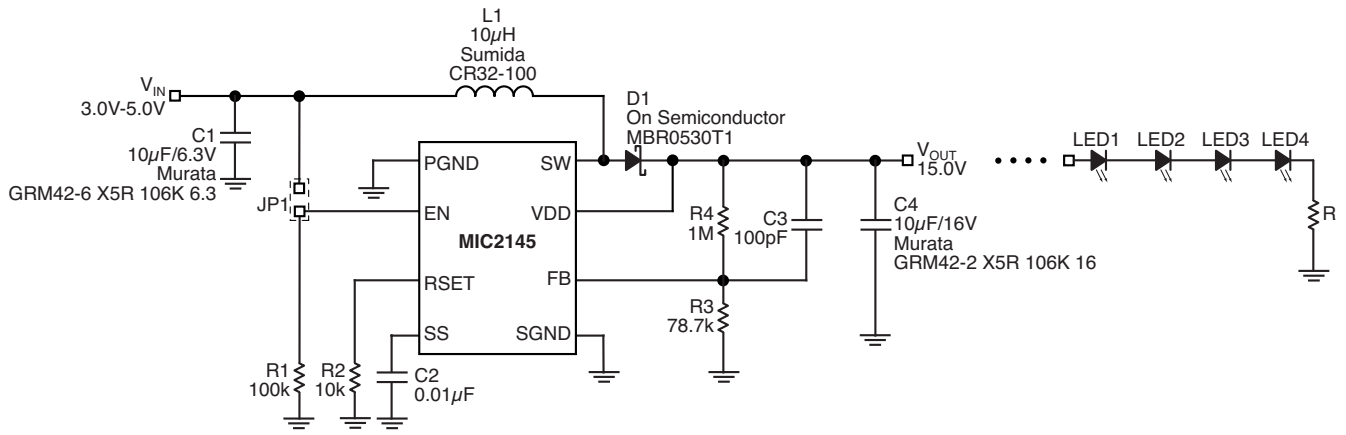 L1
10µH
Sumida
CR32-100
VIN
3.0V-5.0V
C1
10µF/6.3V
Murata
GRM42-6 X5R 106K 6.3
JP1
D1
On Semiconductor
MBR0530T1
PGND
SW
EN
VDD
MIC2145
RSET
FB
SS
SGND
R4
1M
C3
100pF
R3
78.7k
VOUT
15.0V
C4
10µF/16V
Murata
GRM42-2 X5R 106K 16
LED1
LED2
LED3
LED4
R
R1
100k
R2
10k
C2
0.01µF